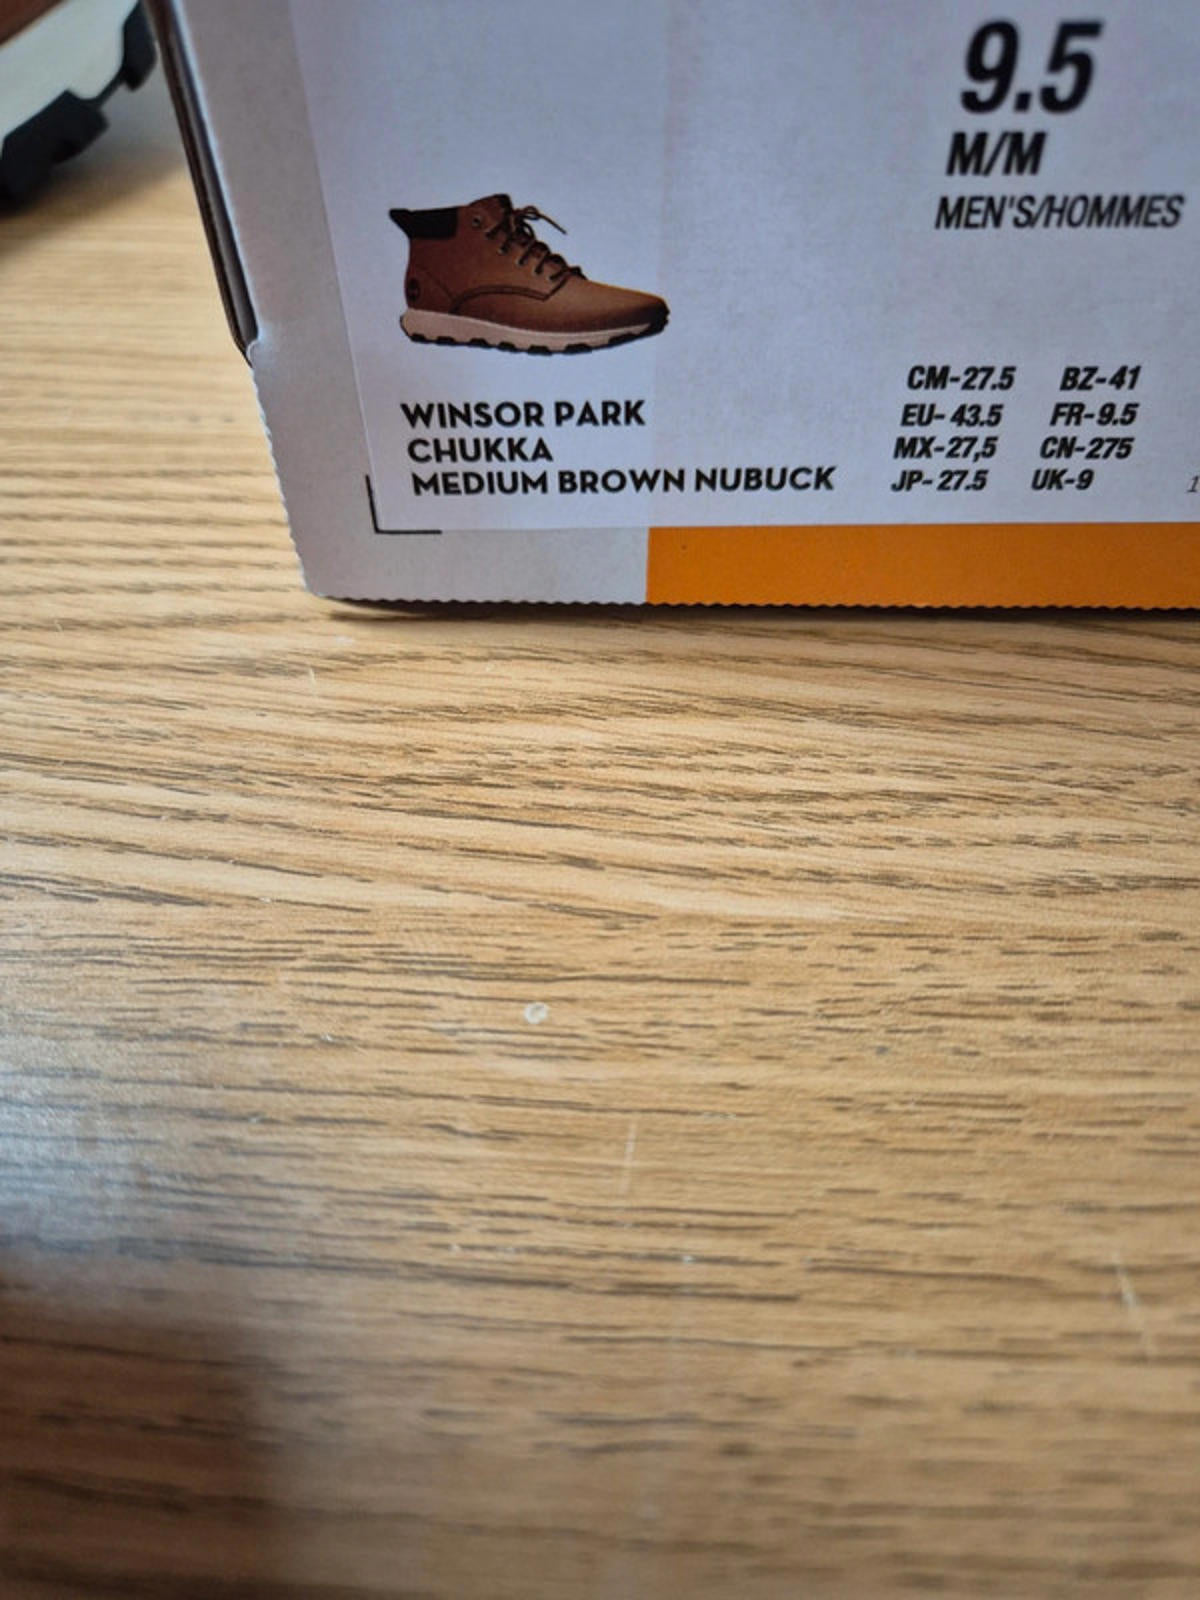 9.5
M/M
MEN'S/HOMMES
WINSOR PARK
CHUKKA
MEDIUM BROWN NUBUCK
CM-27.5 BZ-41
EU-43.5 FR-9.5
MX-27,5 CN-275
JP-27.5 UK-9